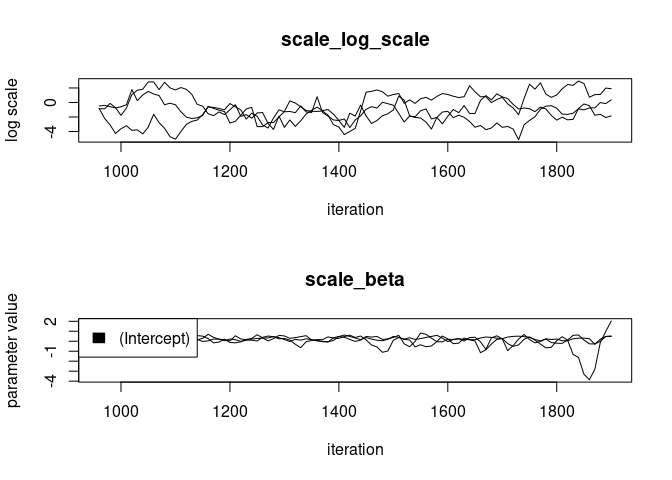 scale_log_scale
log scale
0
-4
1000 1200 1400 1600 1800
iteration
scale_beta
parameter value
2
-1
-4
(Intercept)
1000 1200 1400 1600 1800
iteration